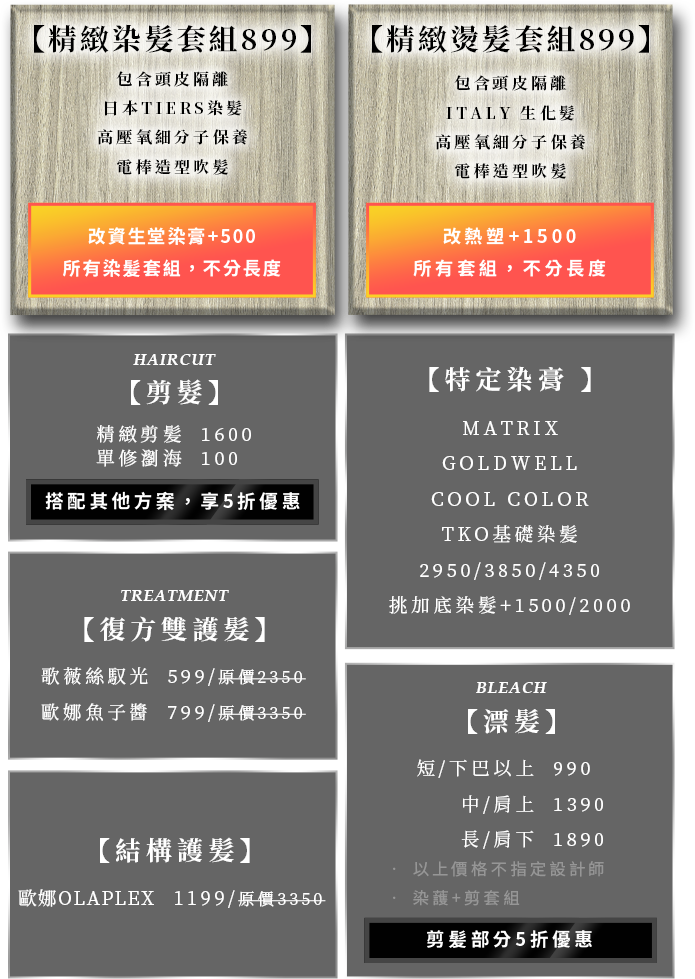 【精緻染髮套組899】
包含頭皮隔離
日本TIERS染髮
高壓氧細分子保養
電棒造型吹髮
改資生堂染膏+500
所有染髮套組，不分長度
【精緻燙髮套組899】
包含頭皮隔離
ITALY 生化髮
高壓氧細分子保養
電棒造型吹髮
改熱塑+1500
所有套組，不分長度
HAIRCUT
【剪髮】
精緻剪髮 1600
單修瀏海 100
搭配其他方案，享5折優惠
TREATMENT
【復方雙護髮】
歌薇絲馭光 599/原價2350
歐娜魚子醬 799/原價3350
【結構護髮】
歐娜OLAPLEX 1199/原價3350
【特定染膏 】
MATRIX
GOLDWELL
COOL COLOR
TKO基礎染髮
2950/3850/4350
挑加底染髮+1500/2000
BLEACH
【漂髮】
短/下巴以上 990
中/肩上 1390
長/肩下 1890
· 以上價格不指定設計師
· 染護+剪套組
剪髮部分5折優惠